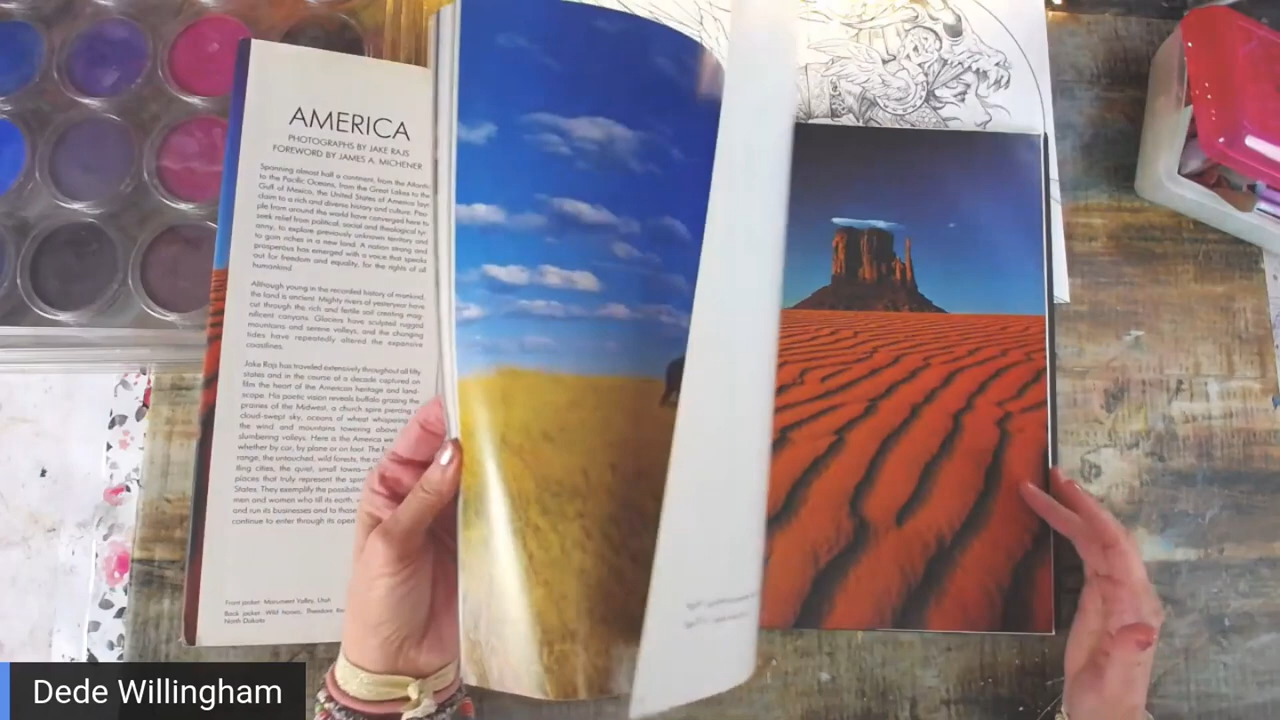 AMERICA
PHOTOGRAPHS BY JAKE RAJS
FOREWORD BY JAMES A. MICHENER
Spanning almost half a continent, from the Atlantic
to the Pacific Oceans, from the Great Lakes to the
Gulf of Mexico, the United States of America lays
claim to a rich and diverse history and culture. Peo-
ple from around the world have converged here to
seek relief from political, social and theological tyr-
anny, to explore previously unknown territory and
to gain riches in a new land. A nation strong and
prosperous has emerged with a voice that speaks
out for freedom and equality, for the rights of all
humankind.
Although young in the recorded history of mankind,
the land is ancient. Mighty rivers of yesteryear have
cut through the rich and fertile soil creating mag-
nificent canyons. Glaciers have sculpted rugged
mountains and serene valleys, and the changing
tides have repeatedly altered the expansive
coastlines.
Jake Rajs has traveled extensively throughout all fifty
states and in the course of a decade captured on
film the heart of the American heritage and land-
scape. His poetic vision reveals buffalo grazing the
prairies of the Midwest, a church spire piercing
cloud-swept sky, oceans of wheat whispering
the wind and mountains towering above
slumbering valleys. Here is the America we
whether by car, by plane or on foot. The
range, the untouched, wild forests, the
tling cities, the quiet, small towns—
places that truly represent the
States. They exemplify the
men and women who till its earth,
and run its businesses and to those
continue to enter through its open
Front jacket: Monument Valley, Utah
Back jacket: Wild horses, Theodore
North Dakota
Dede Willingham